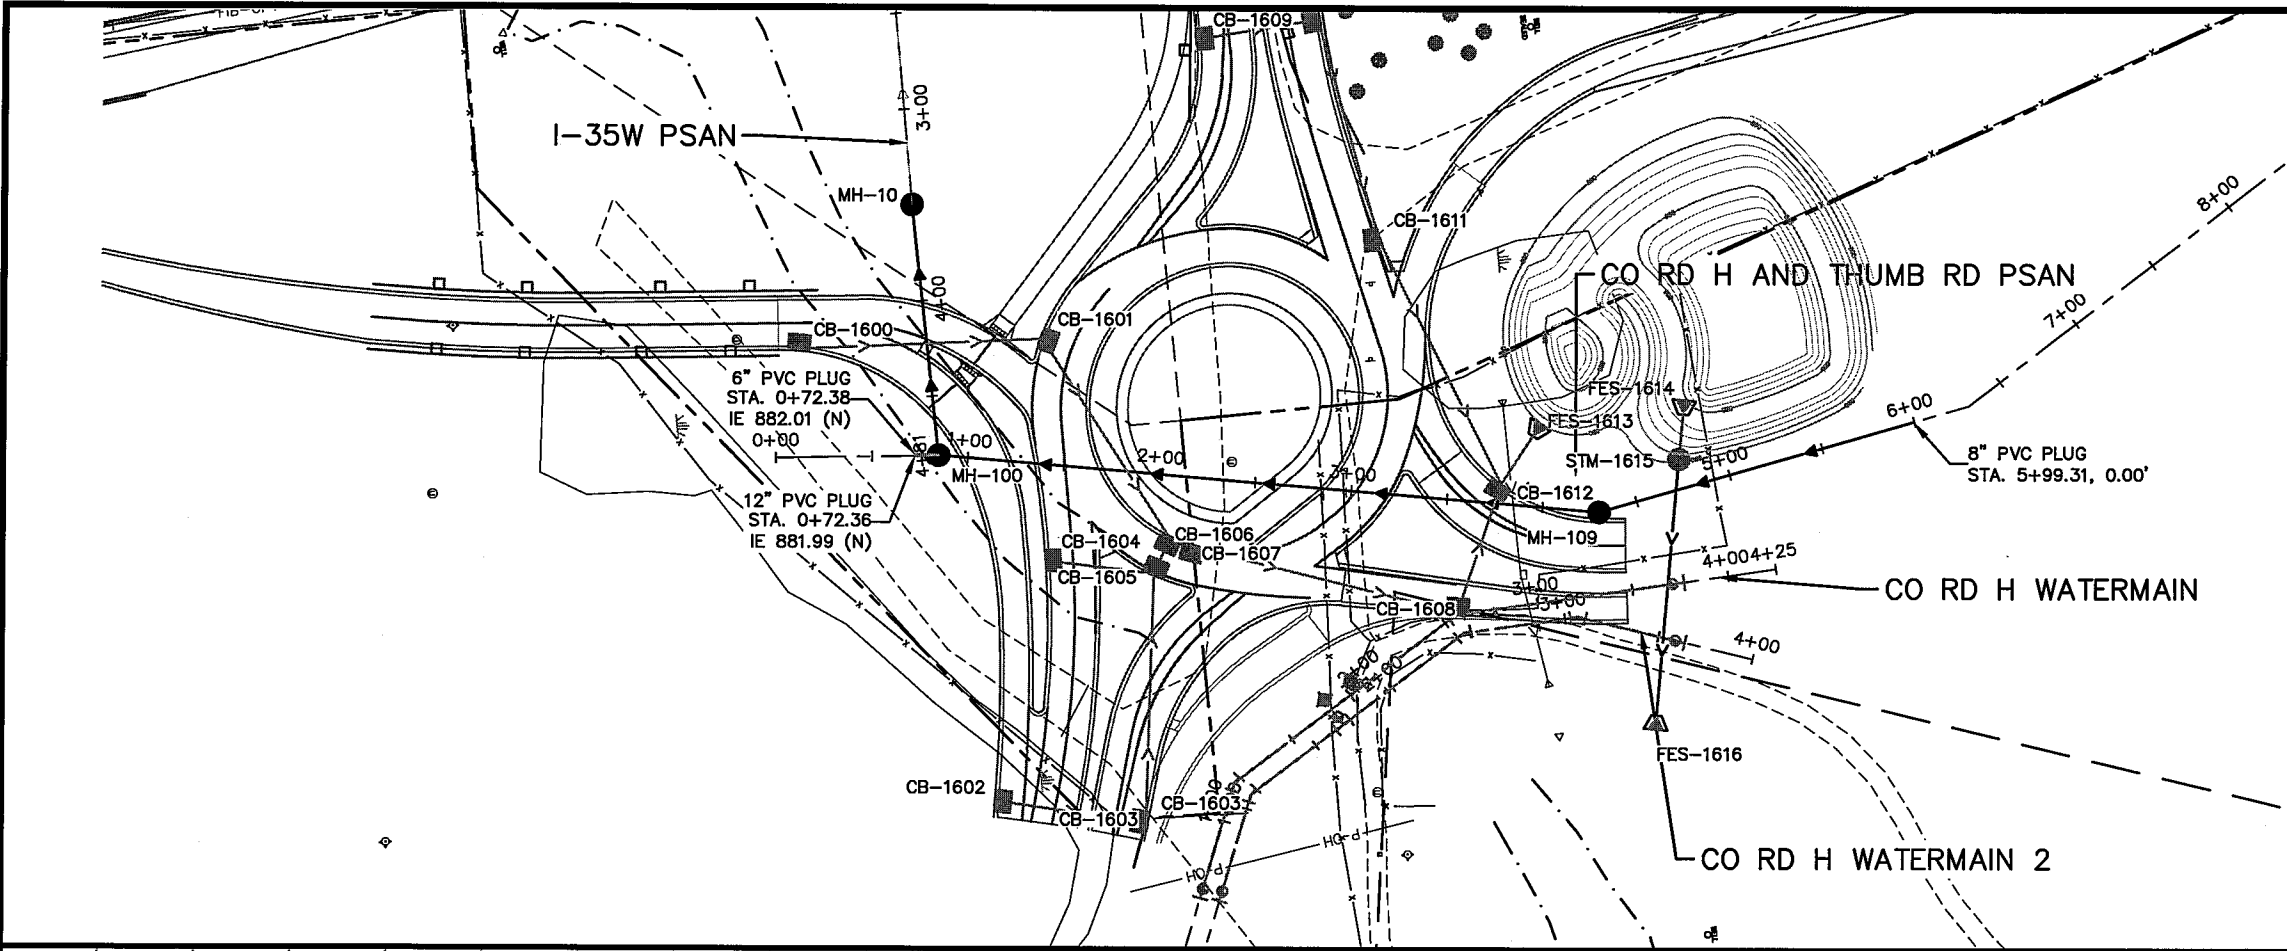 CB-1609
3+00
I-35W PSAN
MH-10
CB-1611
8+00
CO RD H AND THUMB RD PSAN
7+00
4+00
CB-1601
CB-1600
6" PVC PLUG
STA. 0+72.38
IE 882.01 (N)
0+00
1+00
4+81
MH-100
12" PVC PLUG
STA. 0+72.36
IE 881.99 (N)
2+00
3+00
FES-1614
FES-1613
6+00
STM-1615
5+00
8" PVC PLUG
STA. 5+99.31, 0.00'
CB-1612
MH-109
CB-1604
CB-1606
CB-1607
CB-1605
4+00
4+25
CO RD H WATERMAIN
3+00
3+00
CB-1608
4+00
2+00
FES-1616
CB-1602
CB-1603
CB-1603
P-OH
P-OH
CO RD H WATERMAIN 2